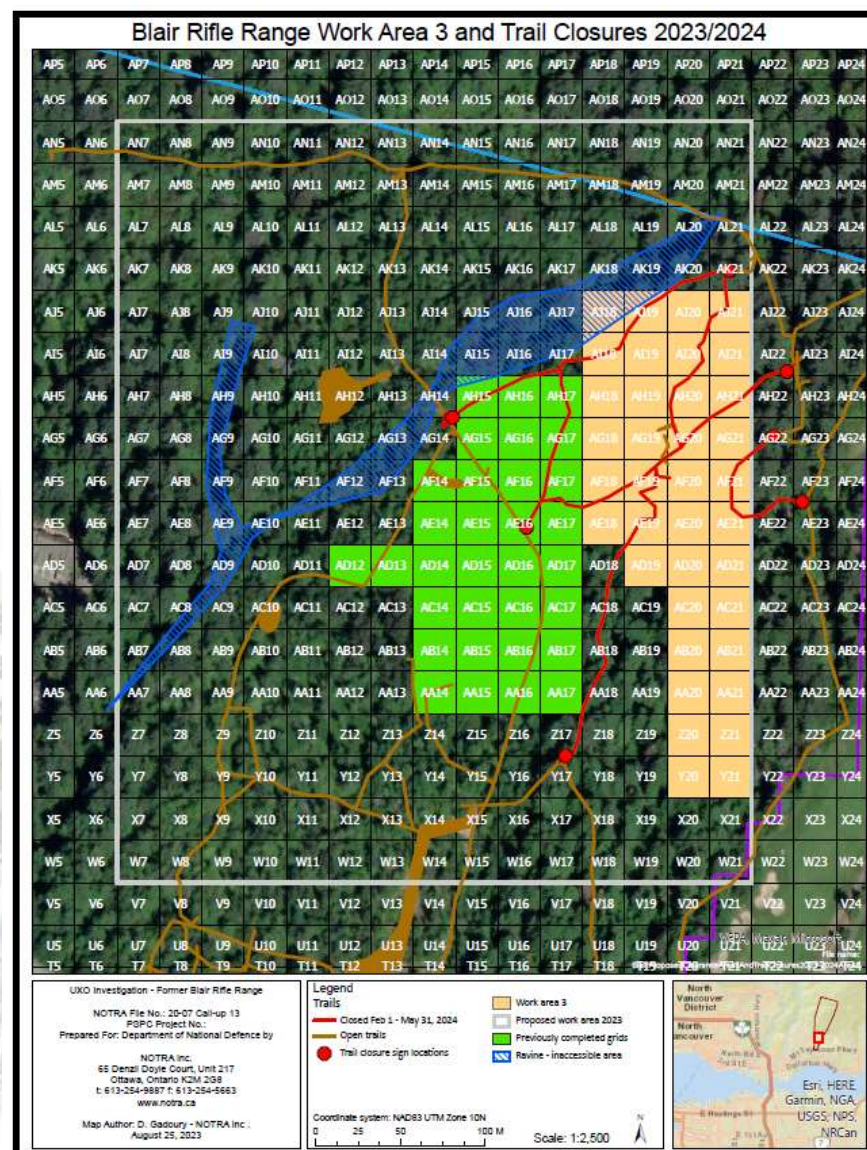 Blair Rifle Range Work Area 3 and Trail Closures 2023/2024
AP5 AP6 AP7 AP8 AP9 AP10 AP11 AP12 AP13 AP14 AP15 AP16 AP17 AP18 AP19 AP20 AP21 AP22 AP23 AP24
AO5 AO6 AO7 AO8 AO9 AO10 AO11 AO12 AO13 AO14 AO15 AO16 AO17 AO18 AO19 AO20 AO21 AO22 AO23 AO24
AN5 AN6 AN7 AN8 AN9 AN10 AN11 AN12 AN13 AN14 AN15 AN16 AN17 AN18 AN19 AN20 AN21 AN22 AN23 AN24
AM5 AM6 AM7 AM8 AM9 AM10 AM11 AM12 AM13 AM14 AM15 AM16 AM17 AM18 AM19 AM20 AM21 AM22 AM23 AM24
AL5 AL6 AL7 AL8 AL9 AL10 AL11 AL12 AL13 AL14 AL15 AL16 AL17 AL18 AL19 AL20 AL21 AL22 AL23 AL24
AK5 AK6 AK7 AK8 AK9 AK10 AK11 AK12 AK13 AK14 AK15 AK16 AK17 AK18 AK19 AK20 AK21 AK22 AK23 AK24
AJ5 AJ6 AJ7 AJ8 AJ9 AJ10 AJ11 AJ12 AJ13 AJ14 AJ15 AJ16 AJ17 AJ18 AJ19 AJ20 AJ21 AJ22 AJ23 AJ24
AI5 AI6 AI7 AI8 AI9 AI10 AI11 AI12 AI13 AI14 AI15 AI16 AI17 AI18 AI19 AI20 AI21 AI22 AI23 AI24
AH5 AH6 AH7 AH8 AH9 AH10 AH11 AH12 AH13 AH14 AH15 AH16 AH17 AH18 AH19 AH20 AH21 AH22 AH23 AH24
AG5 AG6 AG7 AG8 AG9 AG10 AG11 AG12 AG13 AG14 AG15 AG16 AG17 AG18 AG19 AG20 AG21 AG22 AG23 AG24
AF5 AF6 AF7 AF8 AF9 AF10 AF11 AF12 AF13 AF14 AF15 AF16 AF17 AF18 AF19 AF20 AF21 AF22 AF23 AF24
AE5 AE6 AE7 AE8 AE9 AE10 AE11 AE12 AE13 AE14 AE15 AE16 AE17 AE18 AE19 AE20 AE21 AE22 AE23 AE24
AD5 AD6 AD7 AD8 AD9 AD10 AD11 AD12 AD13 AD14 AD15 AD16 AD17 AD18 AD19 AD20 AD21 AD22 AD23 AD24
AC5 AC6 AC7 AC8 AC9 AC10 AC11 AC12 AC13 AC14 AC15 AC16 AC17 AC18 AC19 AC20 AC21 AC22 AC23 AC24
AB5 AB6 AB7 AB8 AB9 AB10 AB11 AB12 AB13 AB14 AB15 AB16 AB17 AB18 AB19 AB20 AB21 AB22 AB23 AB24
AA5 AA6 AA7 AA8 AA9 AA10 AA11 AA12 AA13 AA14 AA15 AA16 AA17 AA18 AA19 AA20 AA21 AA22 AA23 AA24
Z5 Z6 Z7 Z8 Z9 Z10 Z11 Z12 Z13 Z14 Z15 Z16 Z17 Z18 Z19 Z20 Z21 Z22 Z23 Z24
Y5 Y6 Y7 Y8 Y9 Y10 Y11 Y12 Y13 Y14 Y15 Y16 Y17 Y18 Y19 Y20 Y21 Y22 Y23 Y24
X5 X6 X7 X8 X9 X10 X11 X12 X13 X14 X15 X16 X17 X18 X19 X20 X21 X22 X23 X24
W5 W6 W7 W8 W9 W10 W11 W12 W13 W14 W15 W16 W17 W18 W19 W20 W21 W22 W23 W24
V5 V6 V7 V8 V9 V10 V11 V12 V13 V14 V15 V16 V17 V18 V19 V20 V21 V22 V23 V24
U5 U6 U7 U8 U9 U10 U11 U12 U13 U14 U15 U16 U17 U18 U19 U20 U21 U22 U23 U24
Maxar, Microsoft
File name:
T5 T6 T7 T8 T9 T10 T11 T12 T13 T14 T15 T16 T17 T18
UXO Investigation - Former Blair Rifle Range
NOTRA File No.: 20-07 Call-up 13
PSPC Project No.:
Prepared For: Department of National Defence by
NOTRA Inc.
55 Denzil Doyle Court, Unit 217
Ottawa, Ontario K2M 2G8
t: 613-254-9887 f: 613-254-5663
www.notra.ca
Map Author: D. Gadoury - NOTRA Inc .
August 25, 2023
Legend
Trails
Closed Feb 1 - May 31, 2024
Open trails
Trail closure sign locations
Work area 3
Proposed work area 2023
Previously completed grids
Ravine - inaccessible area
Coordinate system: NAD83 UTM Zone 10N
0 25 50 100 M
Scale: 1:2,500
N
North
Vancouver
District
North
Vancouver
Dollarton Hwy
E Hastings St
7
Esri, HERE,
Garmin, NGA,
USGS, NPS,
NRCan